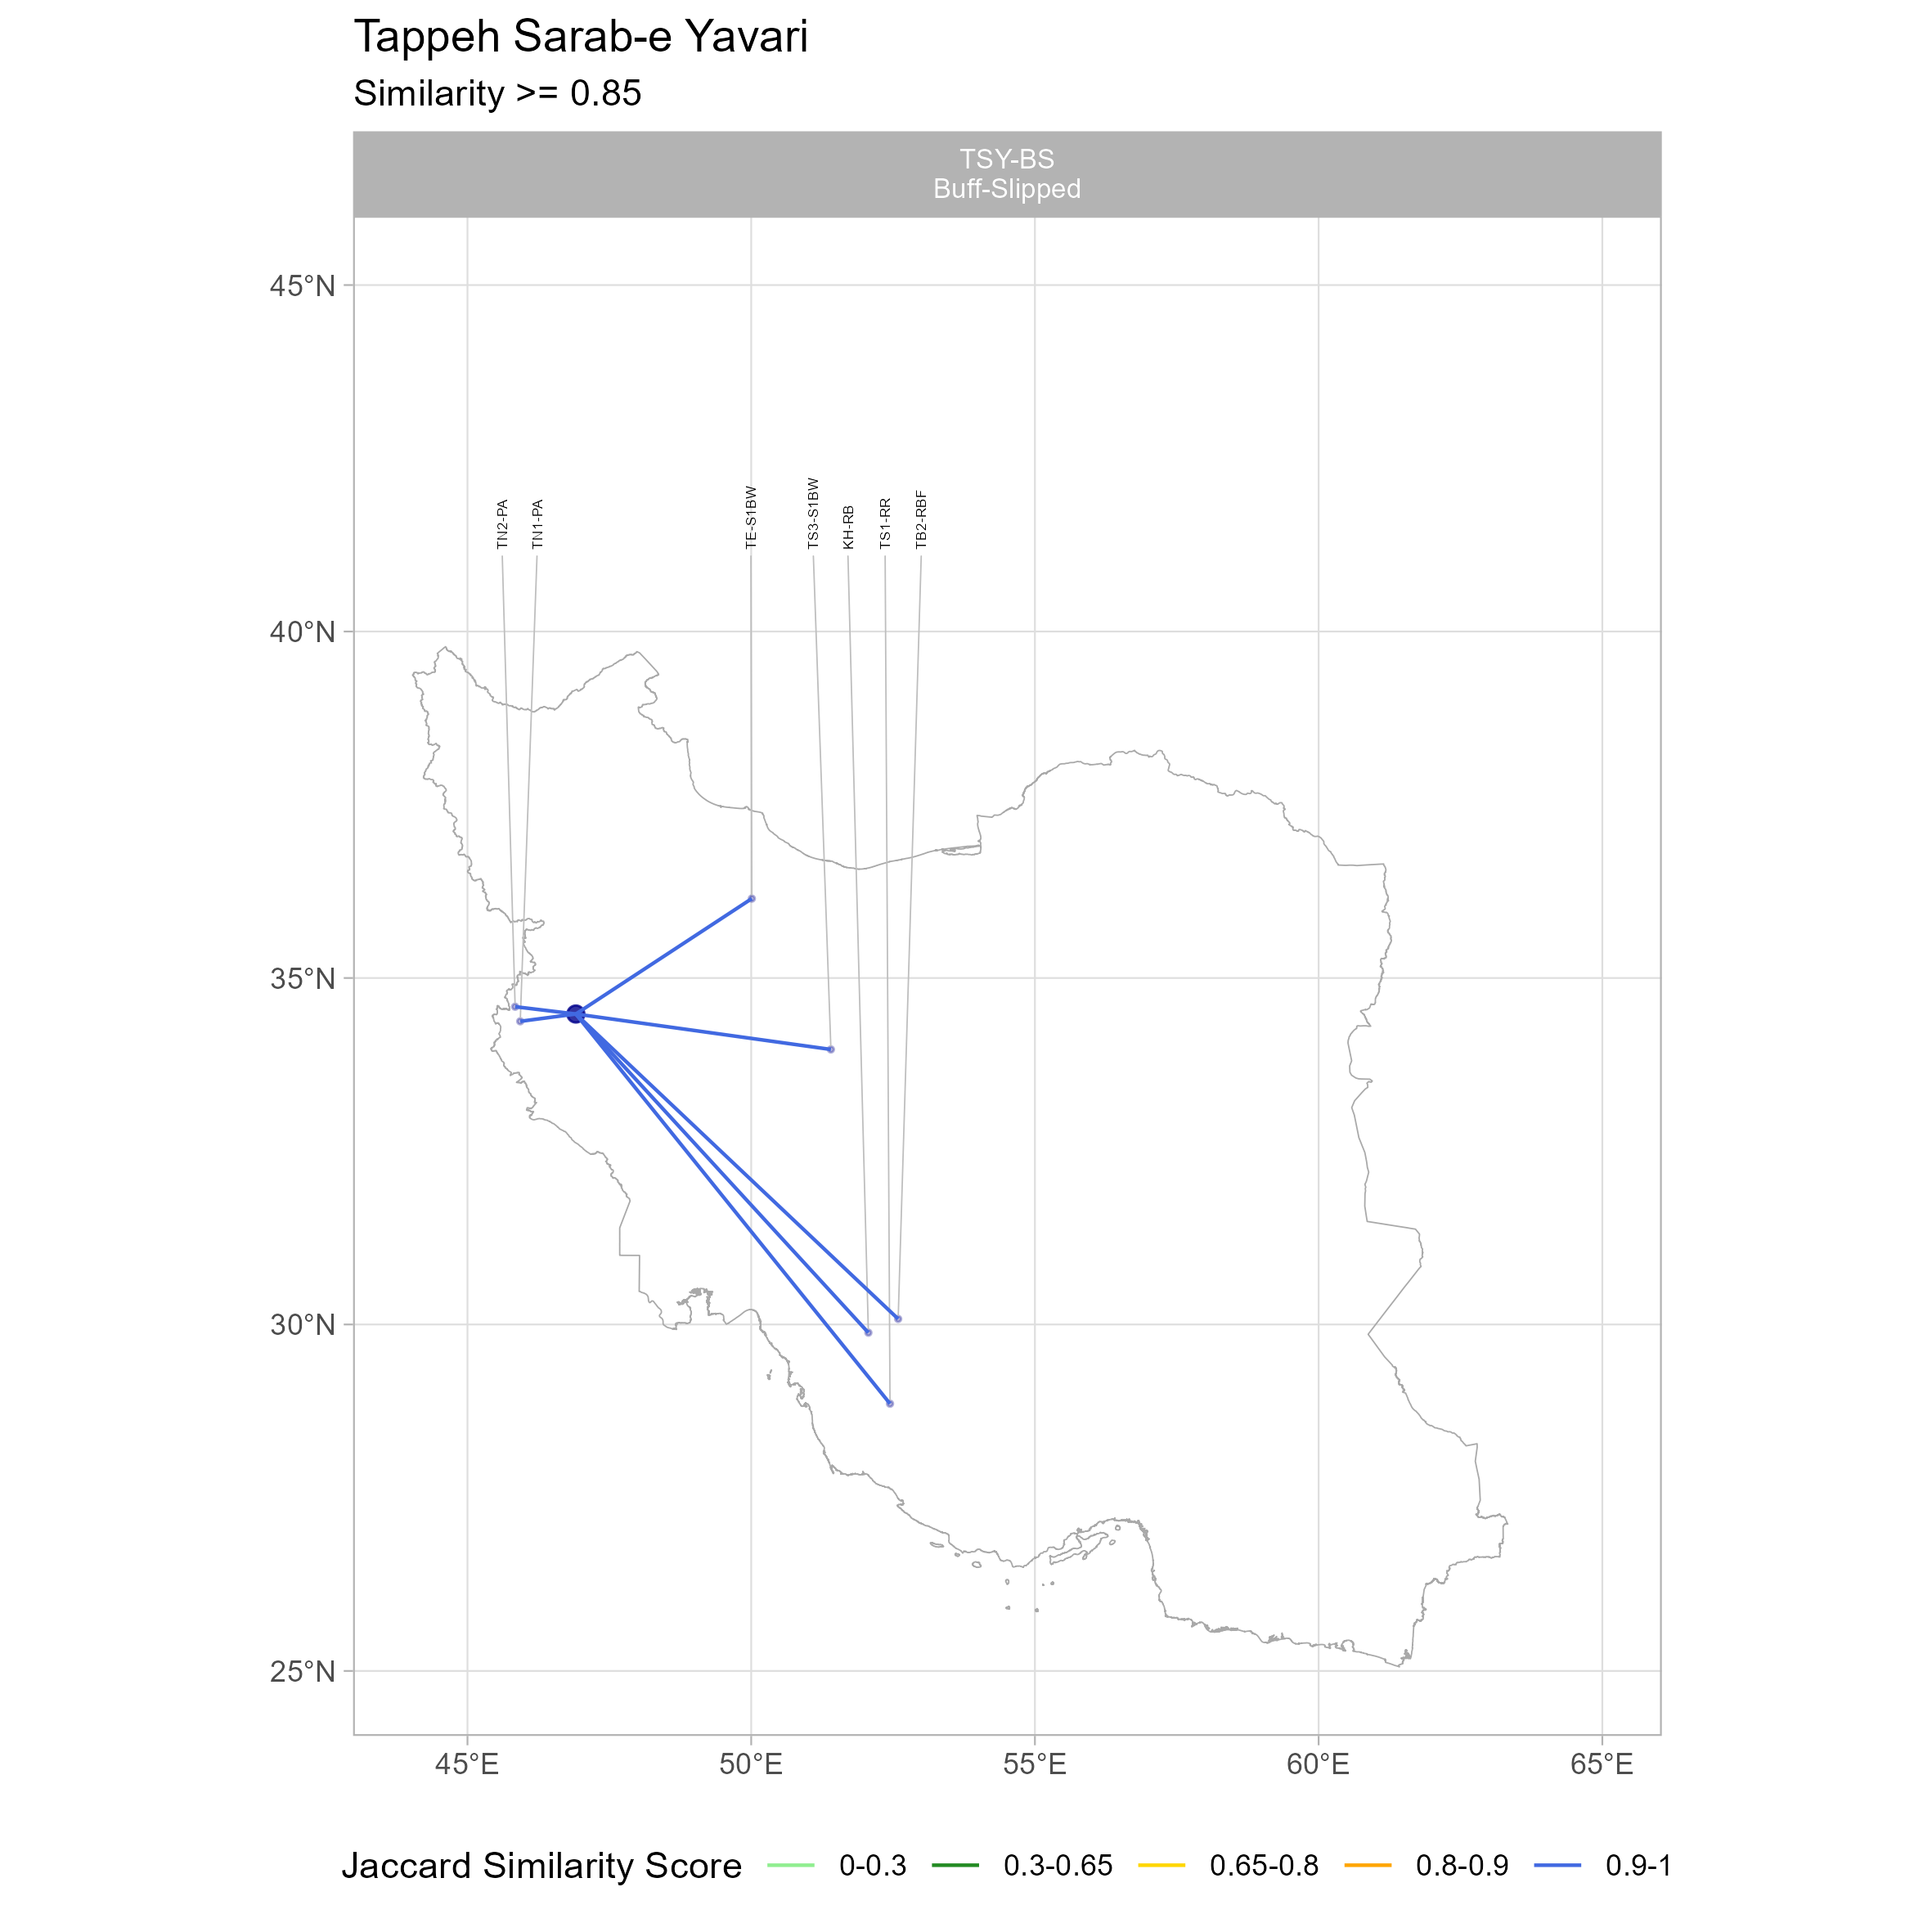 Tappeh Sarab-e Yavari
Similarity >= 0.85
TSY-BS
Buff-Slipped
45°N
40°N
35°N
30°N
25°N
TN2-PA
TN1-PA
TE-S1BW
TS3-S1BW
KH-RB
TS1-RR
TB2-RBF
45°E 50°E 55°E 60°E 65°E
Jaccard Similarity Score 0-0.3 0.3-0.65 0.65-0.8 0.8-0.9 0.9-1